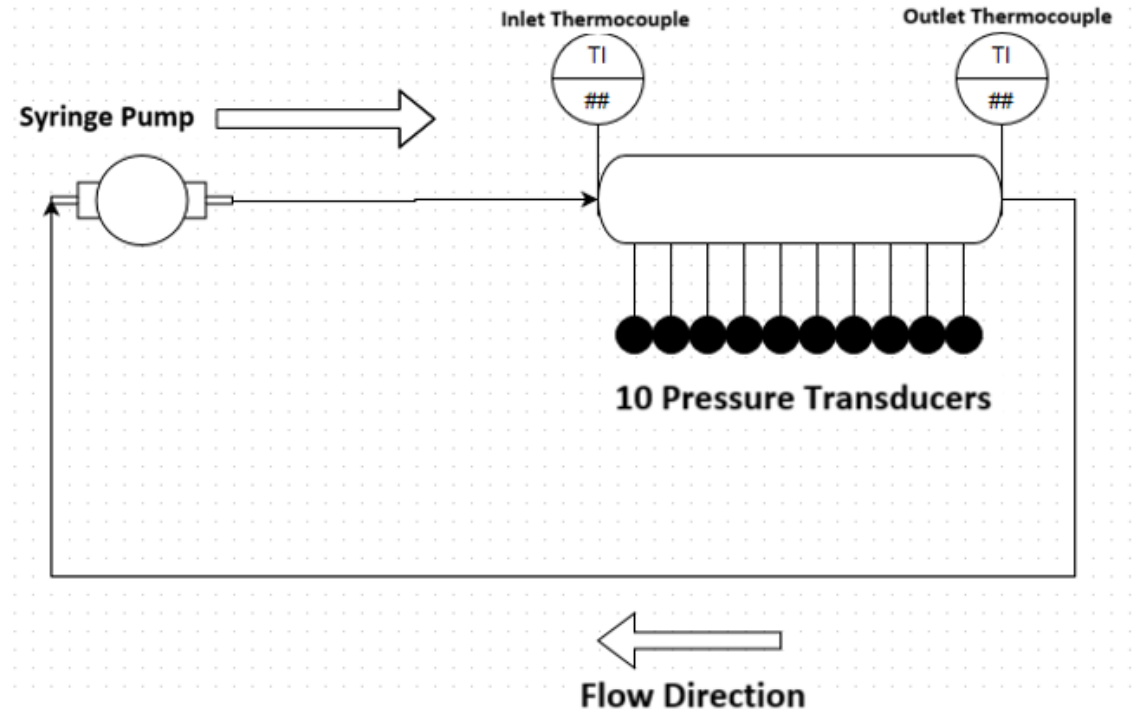 Inlet Thermocouple
Outlet Thermocouple
TI
##
TI
##
Syringe Pump
10 Pressure Transducers
Flow Direction